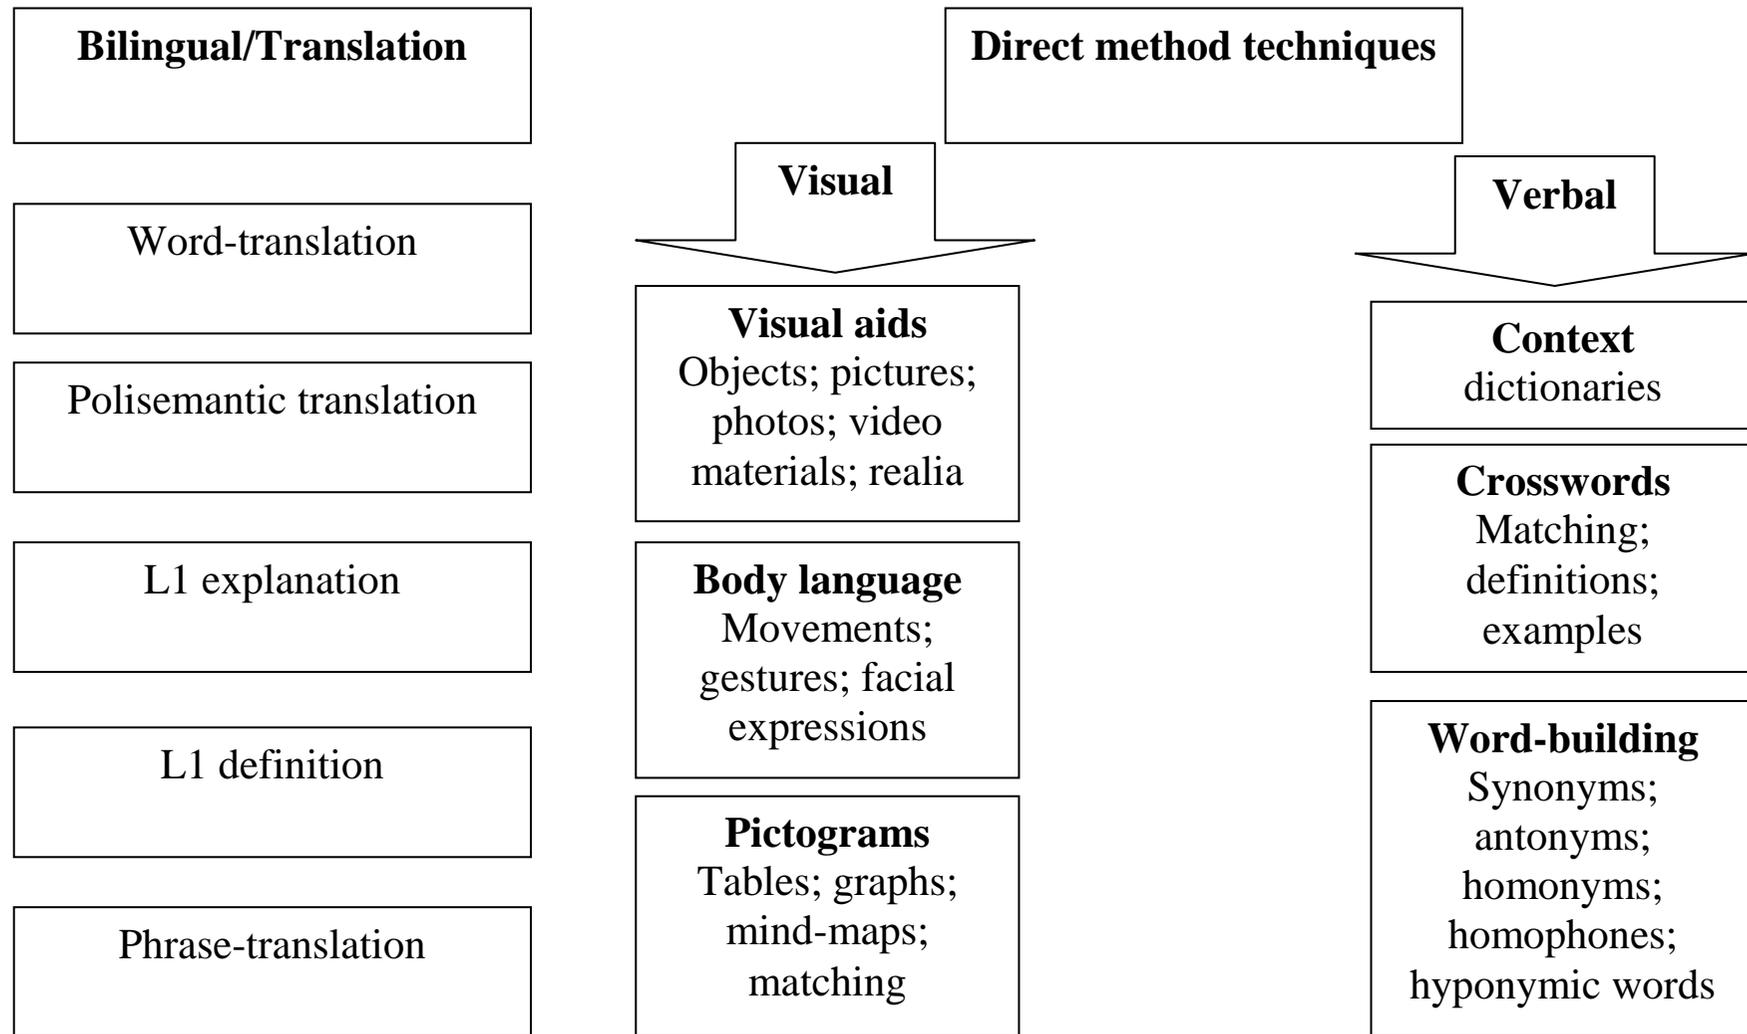 Bilingual/Translation
Word-translation
Polisemantic translation
L1 explanation
L1 definition
Phrase-translation
Direct method techniques
Visual
Visual aids
Objects; pictures;
photos; video
materials; realia
Body language
Movements;
gestures; facial
expressions
Pictograms
Tables; graphs;
mind-maps;
matching
Verbal
Context
dictionaries
Crosswords
Matching;
definitions;
examples
Word-building
Synonyms;
antonyms;
homonyms;
homophones;
hyponymic words